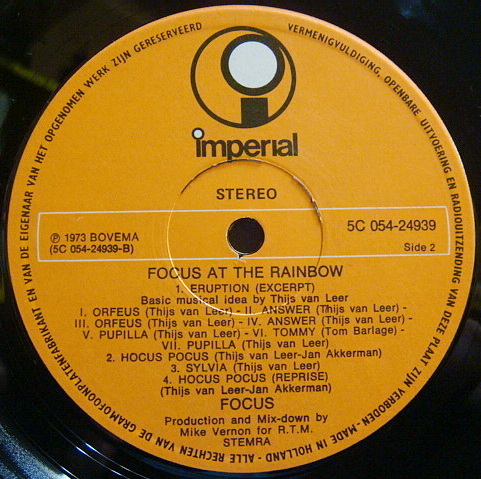 imperial
STEREO
℗ 1973 BOVEMA
(5C 054-24939-B)
5C 054-24939
Side 2
FOCUS AT THE RAINBOW
1. ERUPTION (EXCERPT)
Basic musical idea by Thijs van Leer
I. ORFEUS (Thijs van Leer) - II. ANSWER (Thijs van Leer) -
III. ORFEUS (Thijs van Leer) - IV. ANSWER (Thijs van Leer) -
V. PUPILLA (Thijs van Leer) - VI. TOMMY (Tom Barlage) -
VII. PUPILLA (Thijs van Leer)
2. HOCUS POCUS (Thijs van Leer-Jan Akkerman)
3. SYLVIA (Thijs van Leer)
4. HOCUS POCUS (REPRISE)
(Thijs van Leer-Jan Akkerman)
FOCUS
Production and Mix-down by
Mike Vernon for R.T.M.
STEMRA
ALLE RECHTEN VAN DE GRAMOFOONPLATENFABRIKANT EN VAN DE EIGENAAR VAN HET OPGENOMEN WERK ZIJN GERESERVEERD
VERMENIGVULDIGING, OPENBARE UITVOERING EN RADIOUITZENDING VAN DEZE PLAAT ZIJN VERBODEN - MADE IN HOLLAND -